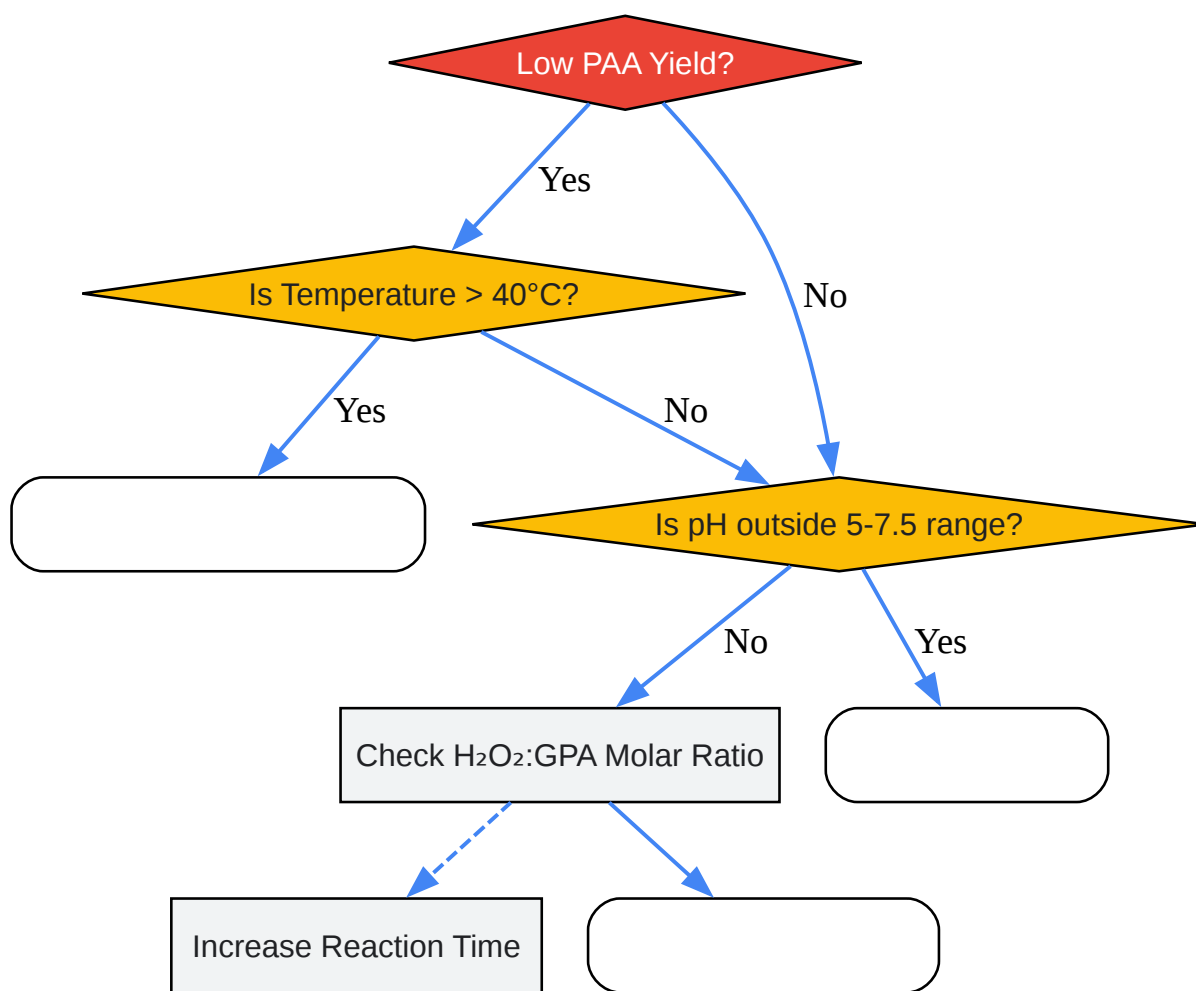 Low PAA Yield?
Yes
Is Temperature > 40°C?
No
Yes
No
Is pH outside 5-7.5 range?
No
Yes
Check H₂O₂:GPA Molar Ratio
Increase Reaction Time